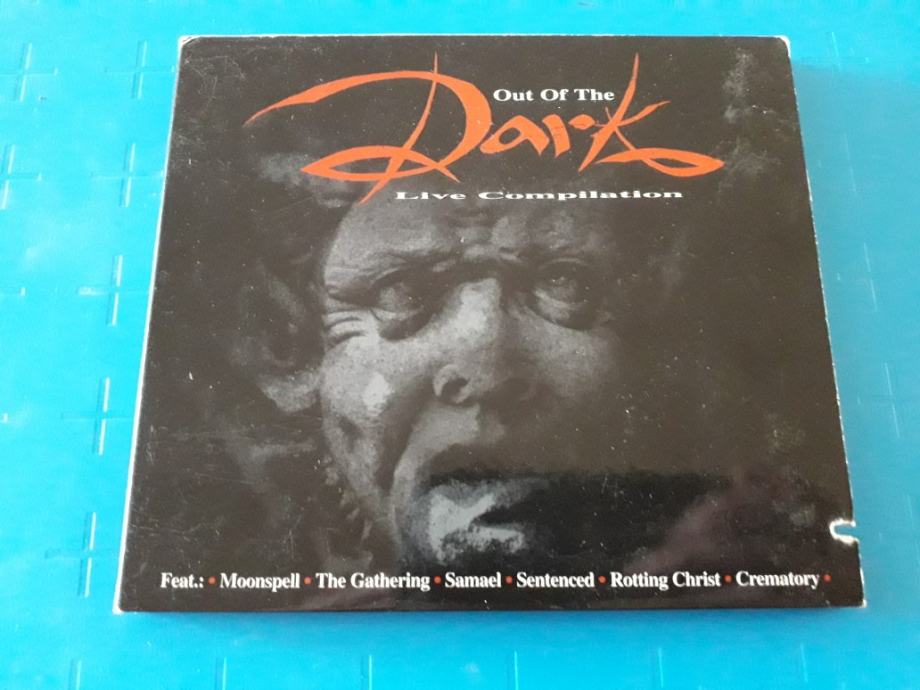 Out Of The
Dark
Live Compilation
Feat.: • Moonspell • The Gathering • Samael • Sentenced • Rotting Christ • Crematory •